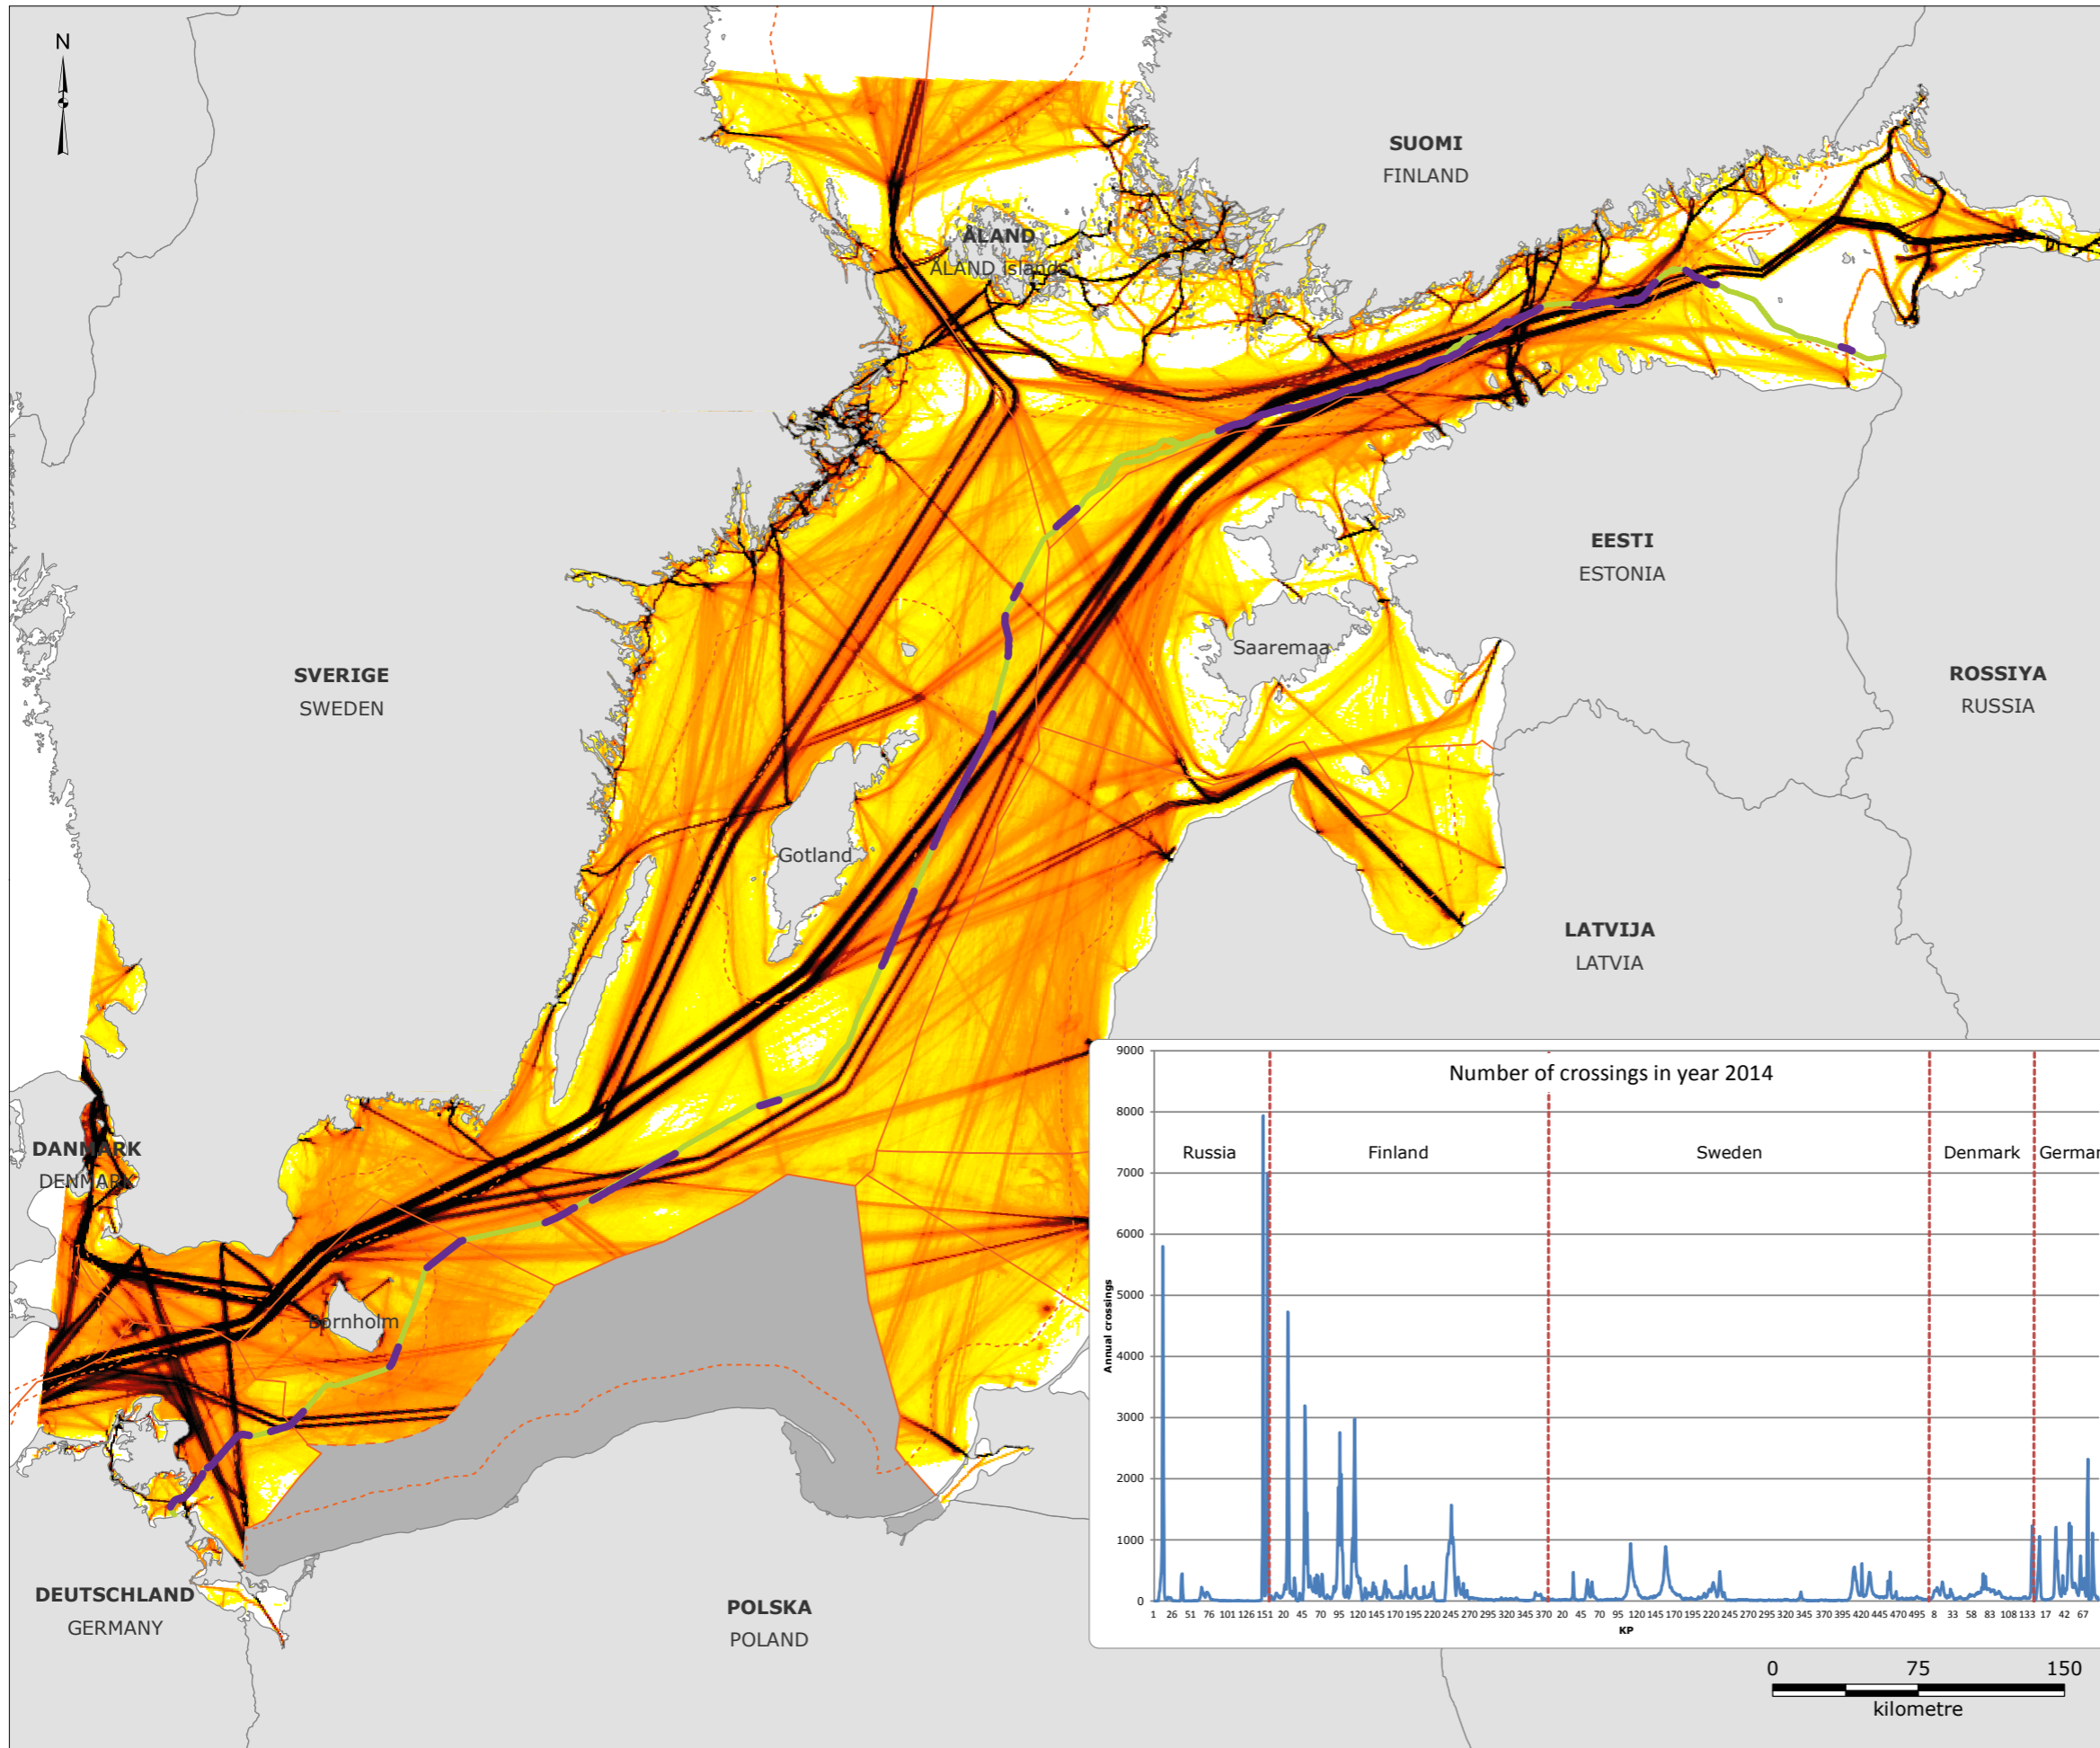 N
SUOMI
FINLAND
ÅLAND
ÅLAND islands
EESTI
ESTONIA
Saaremaa
SVERIGE
SWEDEN
ROSSIYA
RUSSIA
Gotland
LATVIJA
LATVIA
DANMARK
DENMARK
Bornholm
DEUTSCHLAND
GERMANY
POLSKA
POLAND
Number of crossings in year 2014
Russia Finland Sweden Denmark German
Annual crossings
9000
8000
7000
6000
5000
4000
3000
2000
1000
0
1 26 51 76 101 126 151 20 45 70 95 120 145 170 195 220 245 270 295 320 345 370 20 45 70 95 120 145 170 195 220 245 270 295 320 345 370 395 420 445 470 495 8 33 58 83 108 133 17 42 67
KP
0 75 150
kilometre